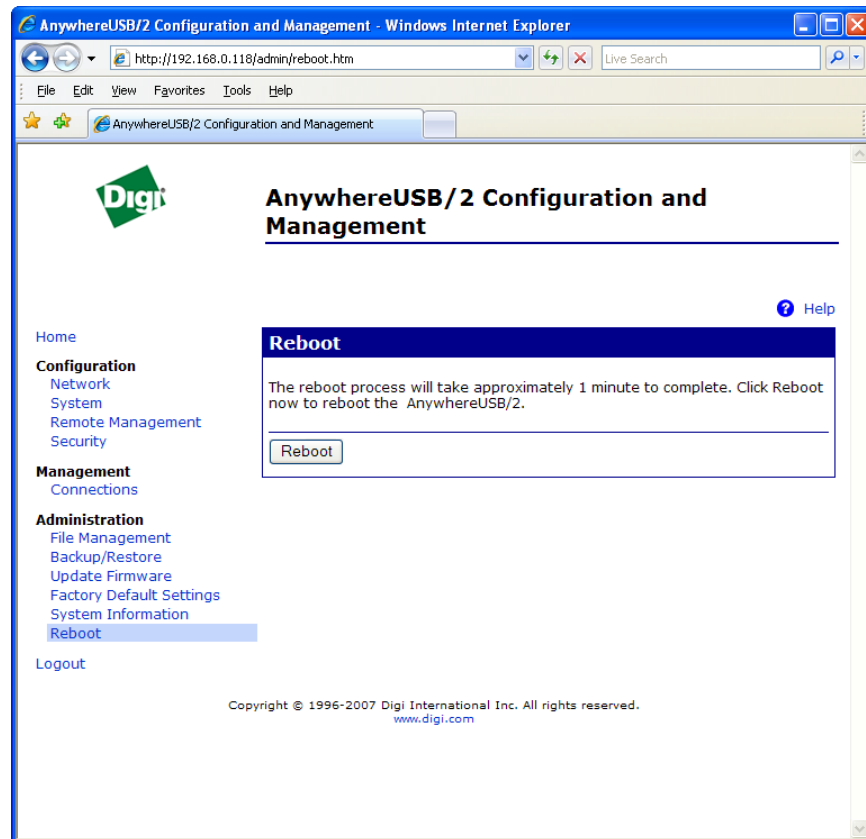 AnywhereUSB/2 Configuration and Management - Windows Internet Explorer
http://192.168.0.118/admin/reboot.htm
Live Search
File Edit View Favorites Tools Help
AnywhereUSB/2 Configuration and Management
Digi
AnywhereUSB/2 Configuration and
Management
? Help
Home
Configuration
Network
System
Remote Management
Security
Management
Connections
Administration
File Management
Backup/Restore
Update Firmware
Factory Default Settings
System Information
Reboot
Logout
Reboot
The reboot process will take approximately 1 minute to complete. Click Reboot
now to reboot the AnywhereUSB/2.
Reboot
Copyright © 1996-2007 Digi International Inc. All rights reserved.
www.digi.com